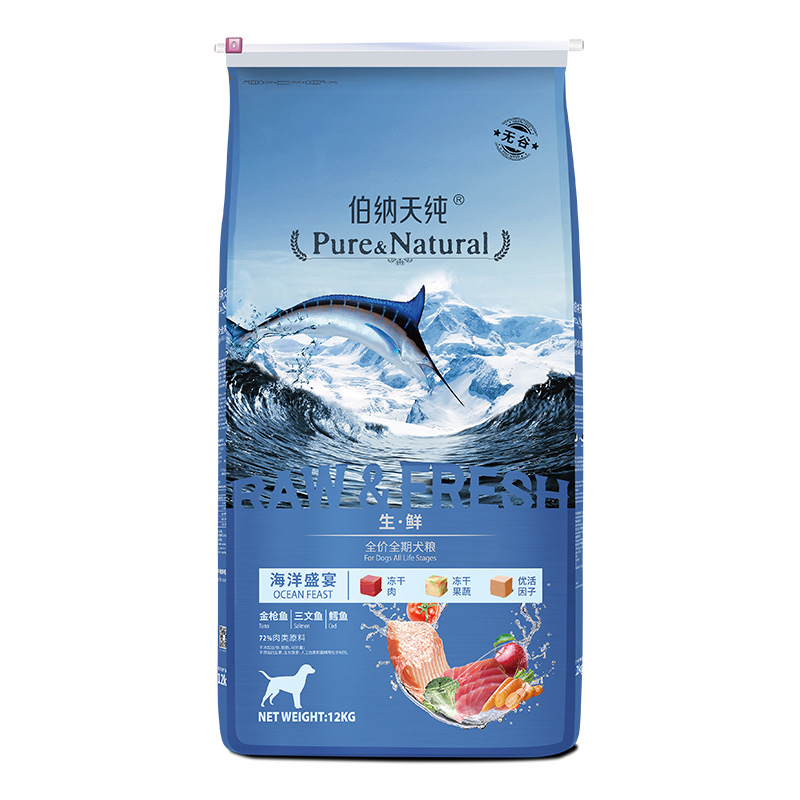 无谷
伯纳天纯®
Pure&Natural
RAW & FRESH
生·鲜
全价全期犬粮
For Dogs All Life Stages
海洋盛宴
OCEAN FEAST
冻干
肉
冻干
果蔬
优活
因子
金枪鱼|三文鱼|鳕鱼
Tuna Salmon Cod
72%肉类原料
NET WEIGHT:12KG